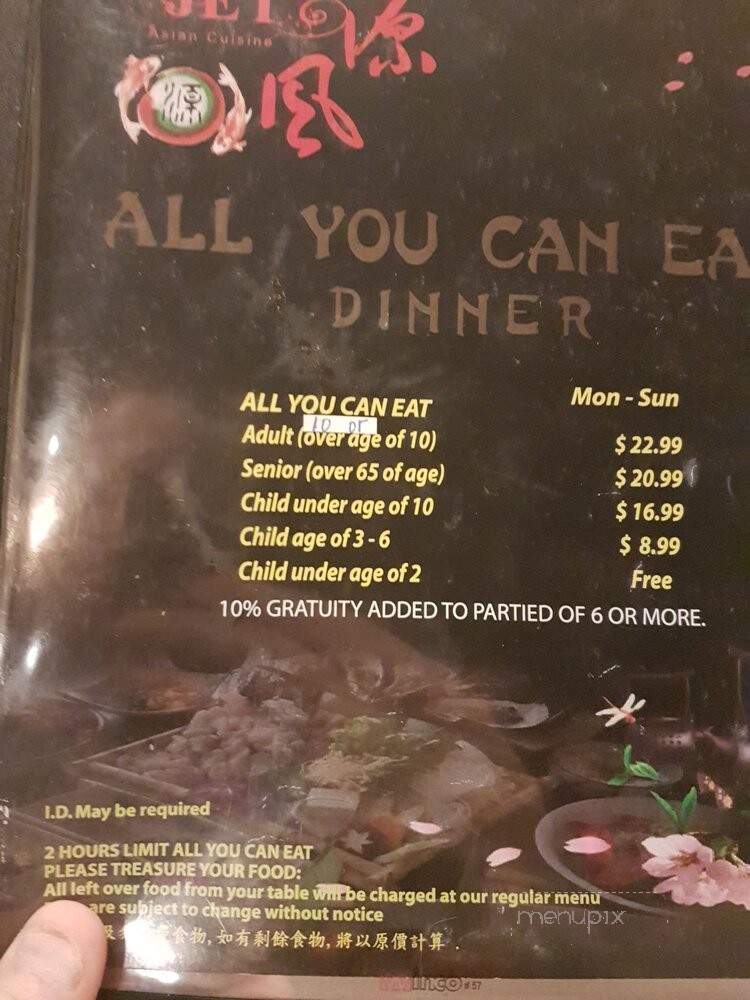 JET
Asian Cuisine
源
源
風
ALL YOU CAN EA
DINNER
ALL YOU CAN EAT Mon - Sun
Adult (over age of 10) $ 22.99
Senior (over 65 of age) $ 20.99
Child under age of 10 $ 16.99
Child age of 3 - 6 $ 8.99
Child under age of 2 Free
10% GRATUITY ADDED TO PARTIED OF 6 OR MORE.
I.D. May be required
2 HOURS LIMIT ALL YOU CAN EAT
PLEASE TREASURE YOUR FOOD:
All left over food from your table will be charged at our regular menu
are subject to change without notice
食物, 如有剩餘食物, 將以原價計算 .
menupix